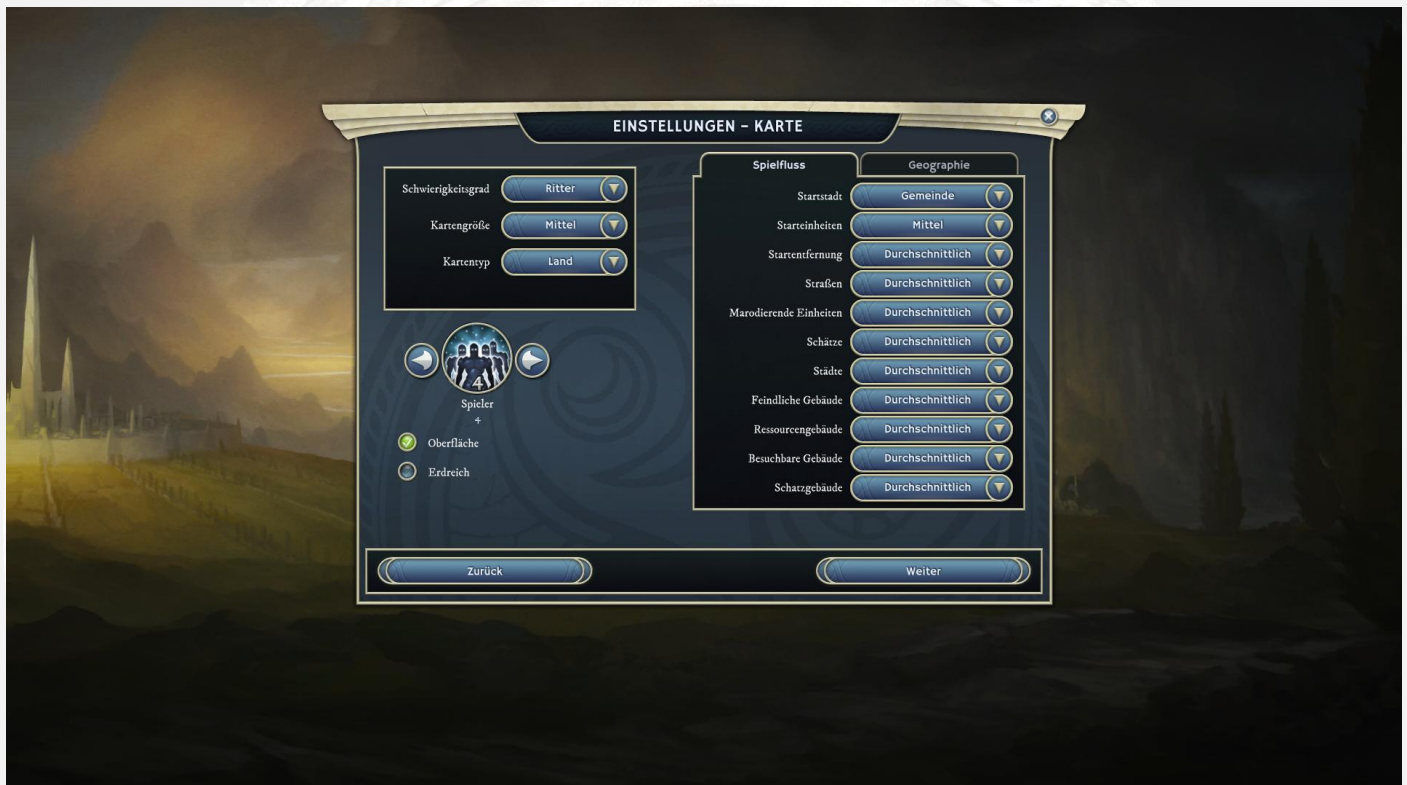 EINSTELLUNGEN – KARTE
Schwierigkeitsgrad Ritter
Kartengröße Mittel
Kartentyp Land
4
Spieler
4
Oberfläche
Erdreich
Spielfluss Geographie
Startstadt Gemeinde
Starteinheiten Mittel
Startentfernung Durchschnittlich
Straßen Durchschnittlich
Marodierende Einheiten Durchschnittlich
Schätze Durchschnittlich
Städte Durchschnittlich
Feindliche Gebäude Durchschnittlich
Ressourcengebäude Durchschnittlich
Besuchbare Gebäude Durchschnittlich
Schatzgebäude Durchschnittlich
Zurück Weiter